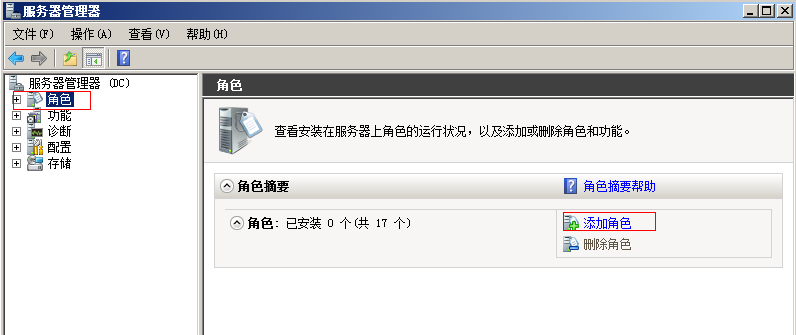 服务器管理器
文件(F) 操作(A) 查看(V) 帮助(H)
服务器管理器 (DC)
角色
功能
诊断
配置
存储
角色
查看安装在服务器上角色的运行状况，以及添加或删除角色和功能。
角色摘要
角色摘要帮助
角色: 已安装 0 个(共 17 个)
添加角色
删除角色